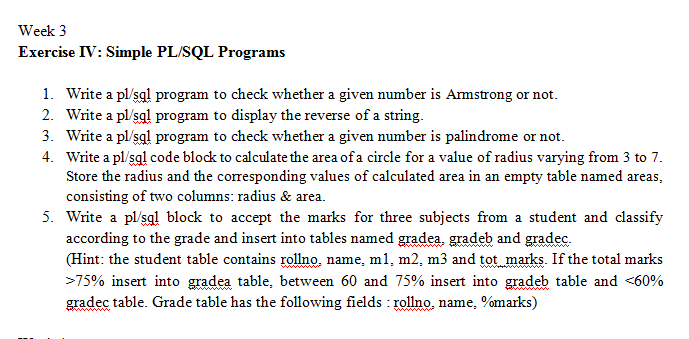 Week 3
Exercise IV: Simple PL/SQL Programs
1. Write a pl/sql program to check whether a given number is Armstrong or not.
2. Write a pl/sql program to display the reverse of a string.
3. Write a pl/sql program to check whether a given number is palindrome or not.
4. Write a pl/sql code block to calculate the area of a circle for a value of radius varying from 3 to 7.
Store the radius and the corresponding values of calculated area in an empty table named areas,
consisting of two columns: radius & area.
5. Write a pl/sql block to accept the marks for three subjects from a student and classify
according to the grade and insert into tables named gradea, gradeb and gradec.
(Hint: the student table contains rollno, name, m1, m2, m3 and tot_marks. If the total marks
>75% insert into gradea table, between 60 and 75% insert into gradeb table and <60%
gradec table. Grade table has the following fields : rollno, name, %marks)